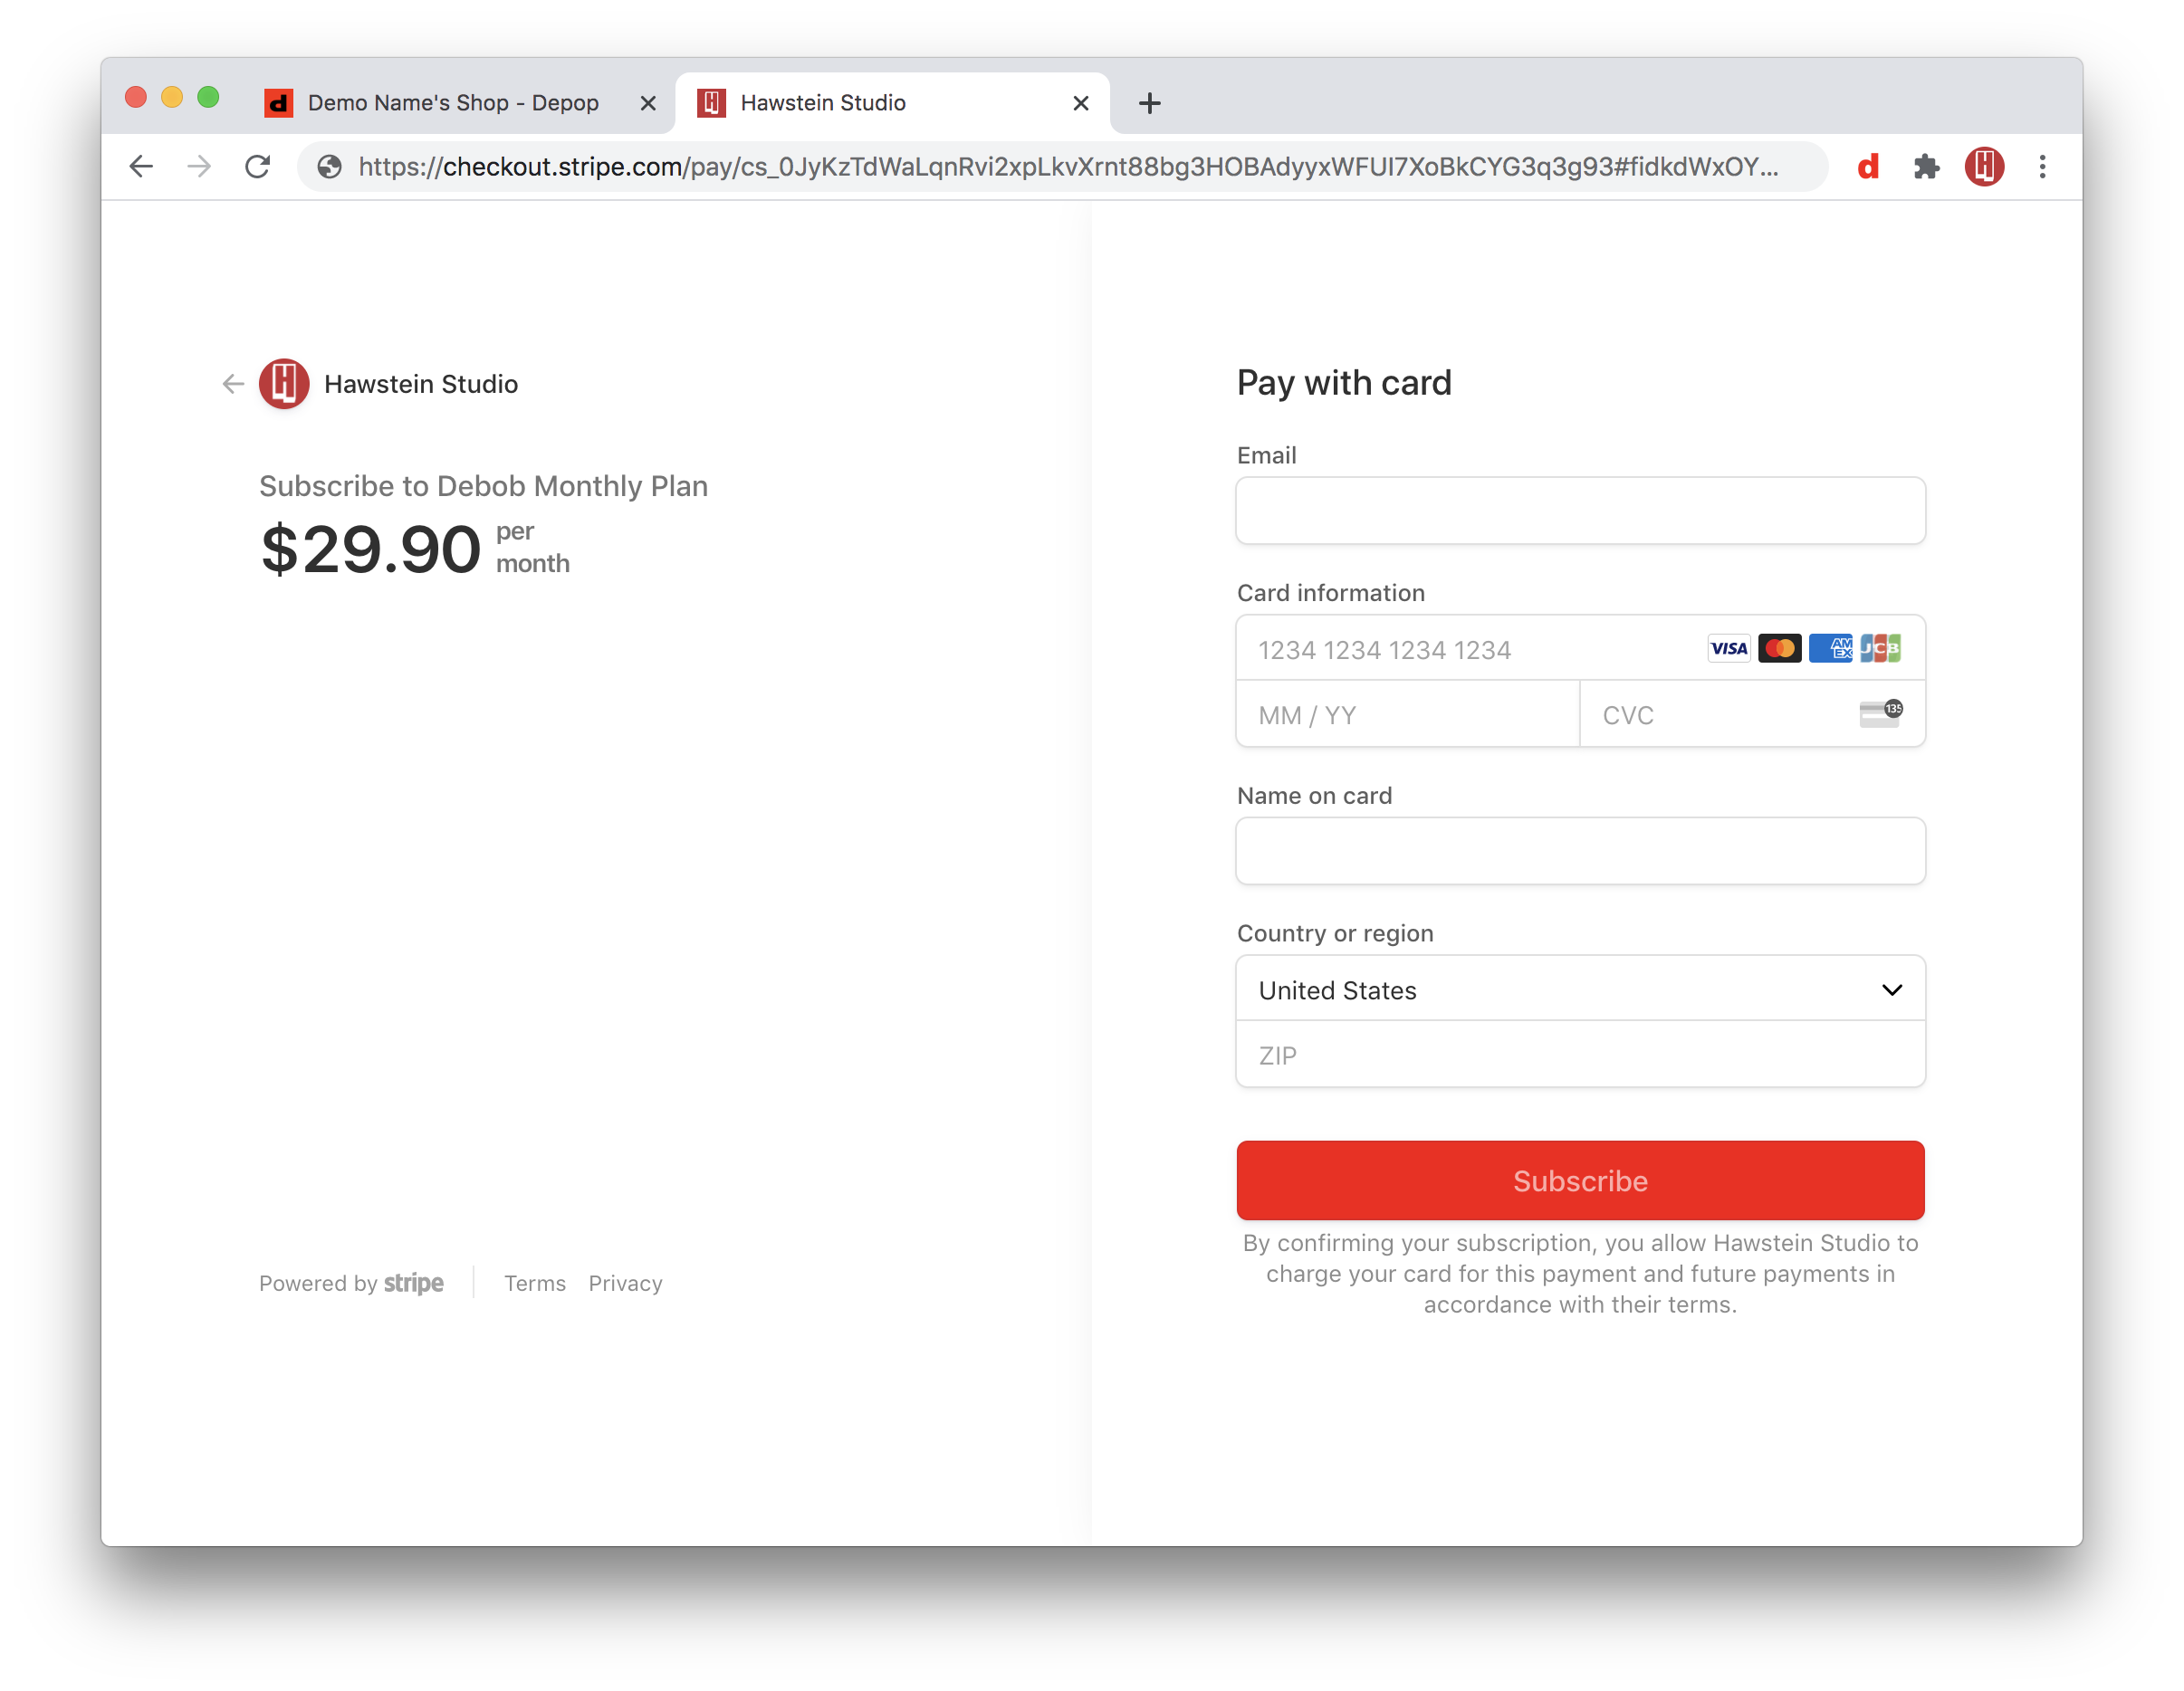 Demo Name's Shop - Depop
Hawstein Studio
https://checkout.stripe.com/pay/cs_0JyKzTdWaLqnRvi2xpLkvXrnt88bg3HOBAdyyxWFUI7XoBkCYG3q3g93#fidkdWxOY...
d
Hawstein Studio
Subscribe to Debob Monthly Plan
$29.90 per
month
Powered by stripe
Terms Privacy
Pay with card
Email
Card information
1234 1234 1234 1234
VISA AMEX JCB
MM / YY
CVC
135
Name on card
Country or region
United States
ZIP
Subscribe
By confirming your subscription, you allow Hawstein Studio to
charge your card for this payment and future payments in
accordance with their terms.